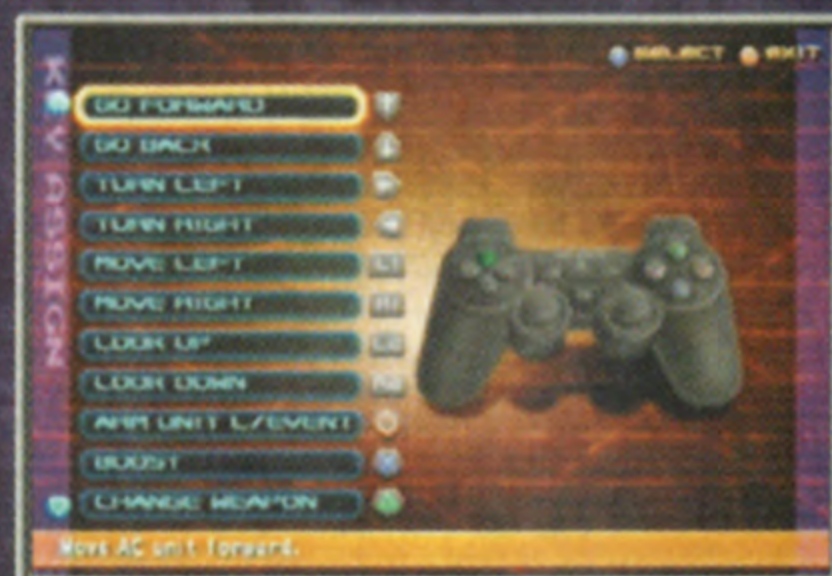 SELECT EXIT
KEY ASSIGN
GO FORWARD
GO BACK
TURN LEFT
TURN RIGHT
MOVE LEFT
MOVE RIGHT
LOOK UP
LOOK DOWN
ARM UNIT L/EVENT
BOOST
CHANGE WEAPON
Move AC unit forward.